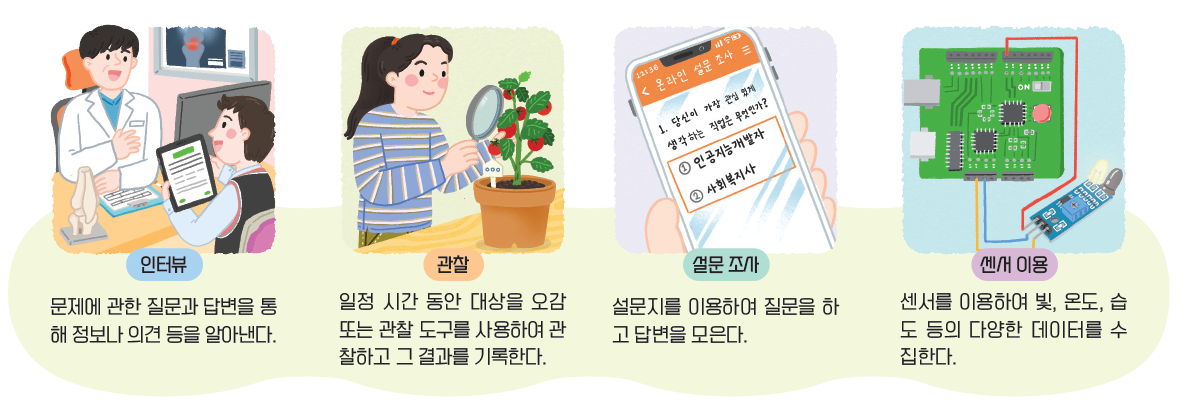 12:36
< 온라인 설문 조사
1. 당신이 가장 관심 있게
생각하는 직업은 무엇인가?
① 인공지능개발자
② 사회복지사
ON
인터뷰
문제에 관한 질문과 답변을 통
해 정보나 의견 등을 알아낸다.
관찰
일정 시간 동안 대상을 오감
또는 관찰 도구를 사용하여 관
찰하고 그 결과를 기록한다.
설문 조사
설문지를 이용하여 질문을 하
고 답변을 모은다.
센서 이용
센서를 이용하여 빛, 온도, 습
도 등의 다양한 데이터를 수
집한다.